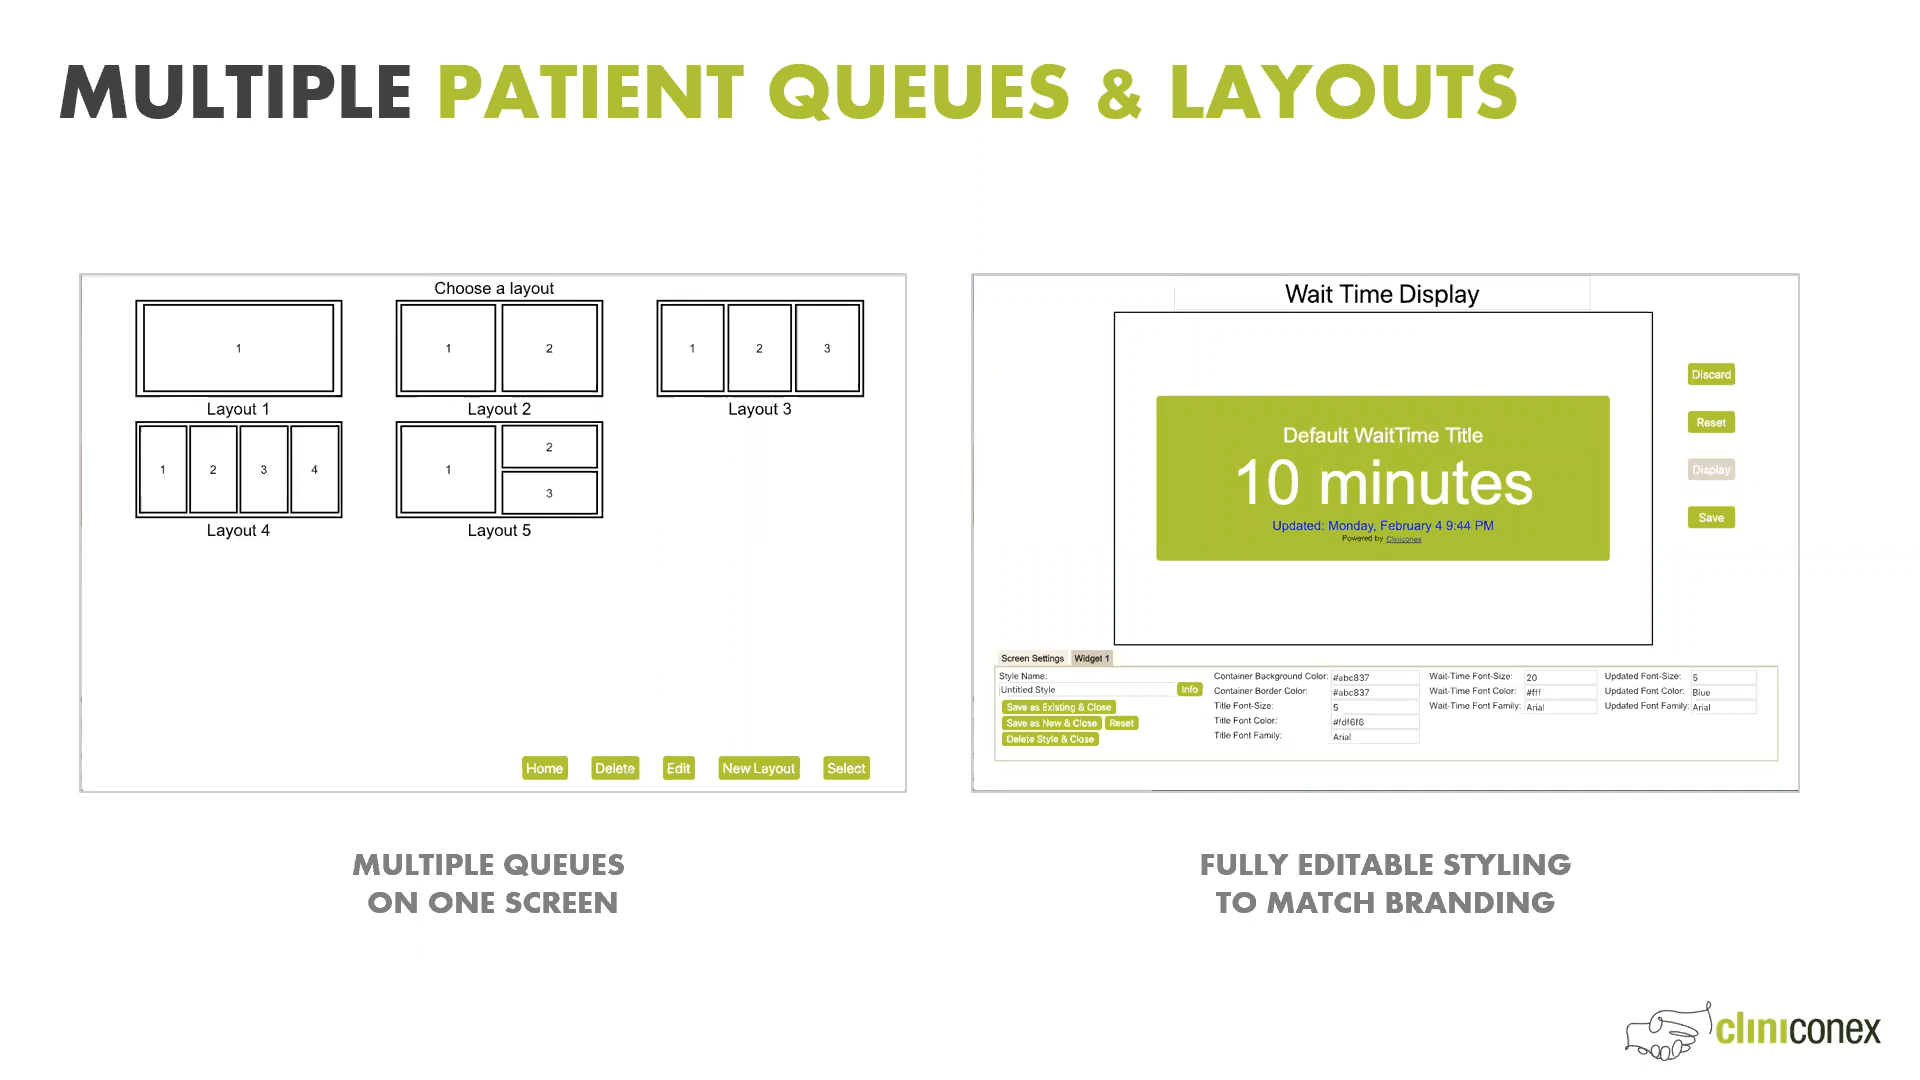 MULTIPLE PATIENT QUEUES & LAYOUTS
Choose a layout
1
1 2
1 2 3
Layout 1
Layout 2
Layout 3
1 2 3 4
1 2 3
Layout 4
Layout 5
Home Delete Edit New Layout Select
MULTIPLE QUEUES
ON ONE SCREEN
Wait Time Display
Default WaitTime Title
10 minutes
Updated: Monday, February 4 9:44 PM
Powered by Cliniconex
Discard
Reset
Display
Save
Screen Settings Widget 1
Style Name:
Untitled Style Info
Save as Existing & Close
Save as New & Close Reset
Delete Style & Close
Container Background Color: #abc837
Container Border Color: #abc837
Title Font-Size: 5
Title Font Color: #fdf6f6
Title Font Family: Arial
Wait-Time Font-Size: 20
Wait-Time Font Color: #fff
Wait-Time Font Family: Arial
Updated Font-Size: 5
Updated Font Color: Blue
Updated Font Family: Arial
FULLY EDITABLE STYLING
TO MATCH BRANDING
cliniconex